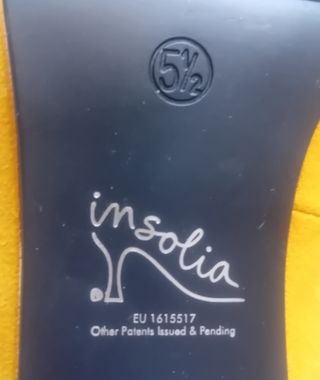 5½
insolia
EU 1615517
Other Patents Issued & Pending